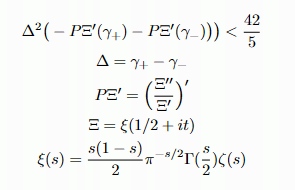 Δ²( − PΞ′(γ₊) − PΞ′(γ₋))) < 42/5
Δ = γ₊ − γ₋
PΞ′ = (Ξ″/Ξ′)′
Ξ = ξ(1/2 + it)
ξ(s) = s(1 − s)/2 π^{−s/2}Γ(s/2)ζ(s)